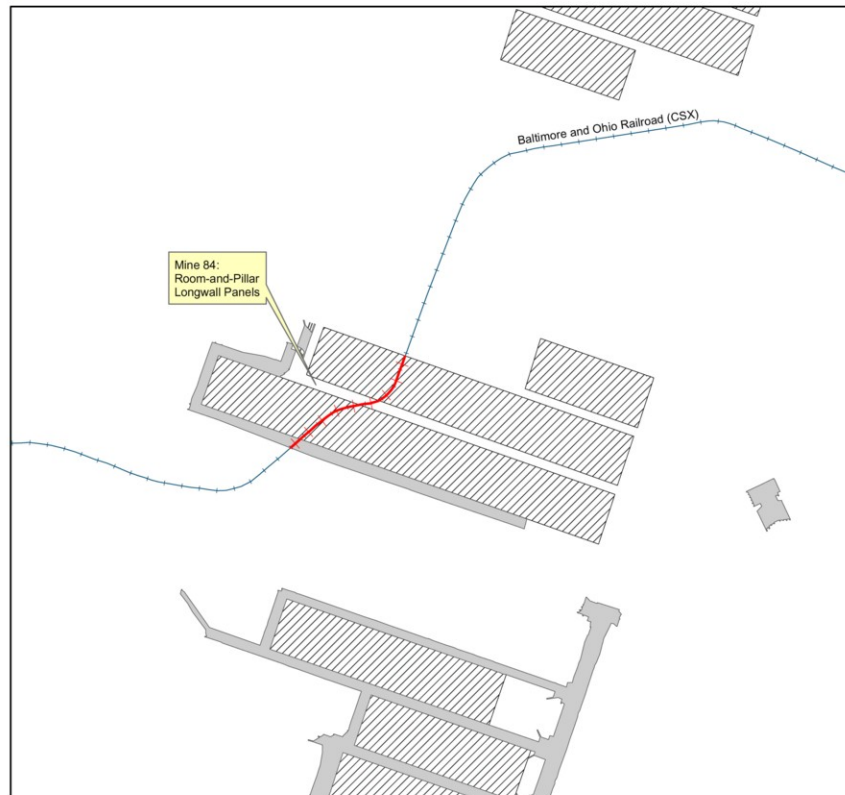 Baltimore and Ohio Railroad (CSX)
Mine 84:
Room-and-Pillar
Longwall Panels